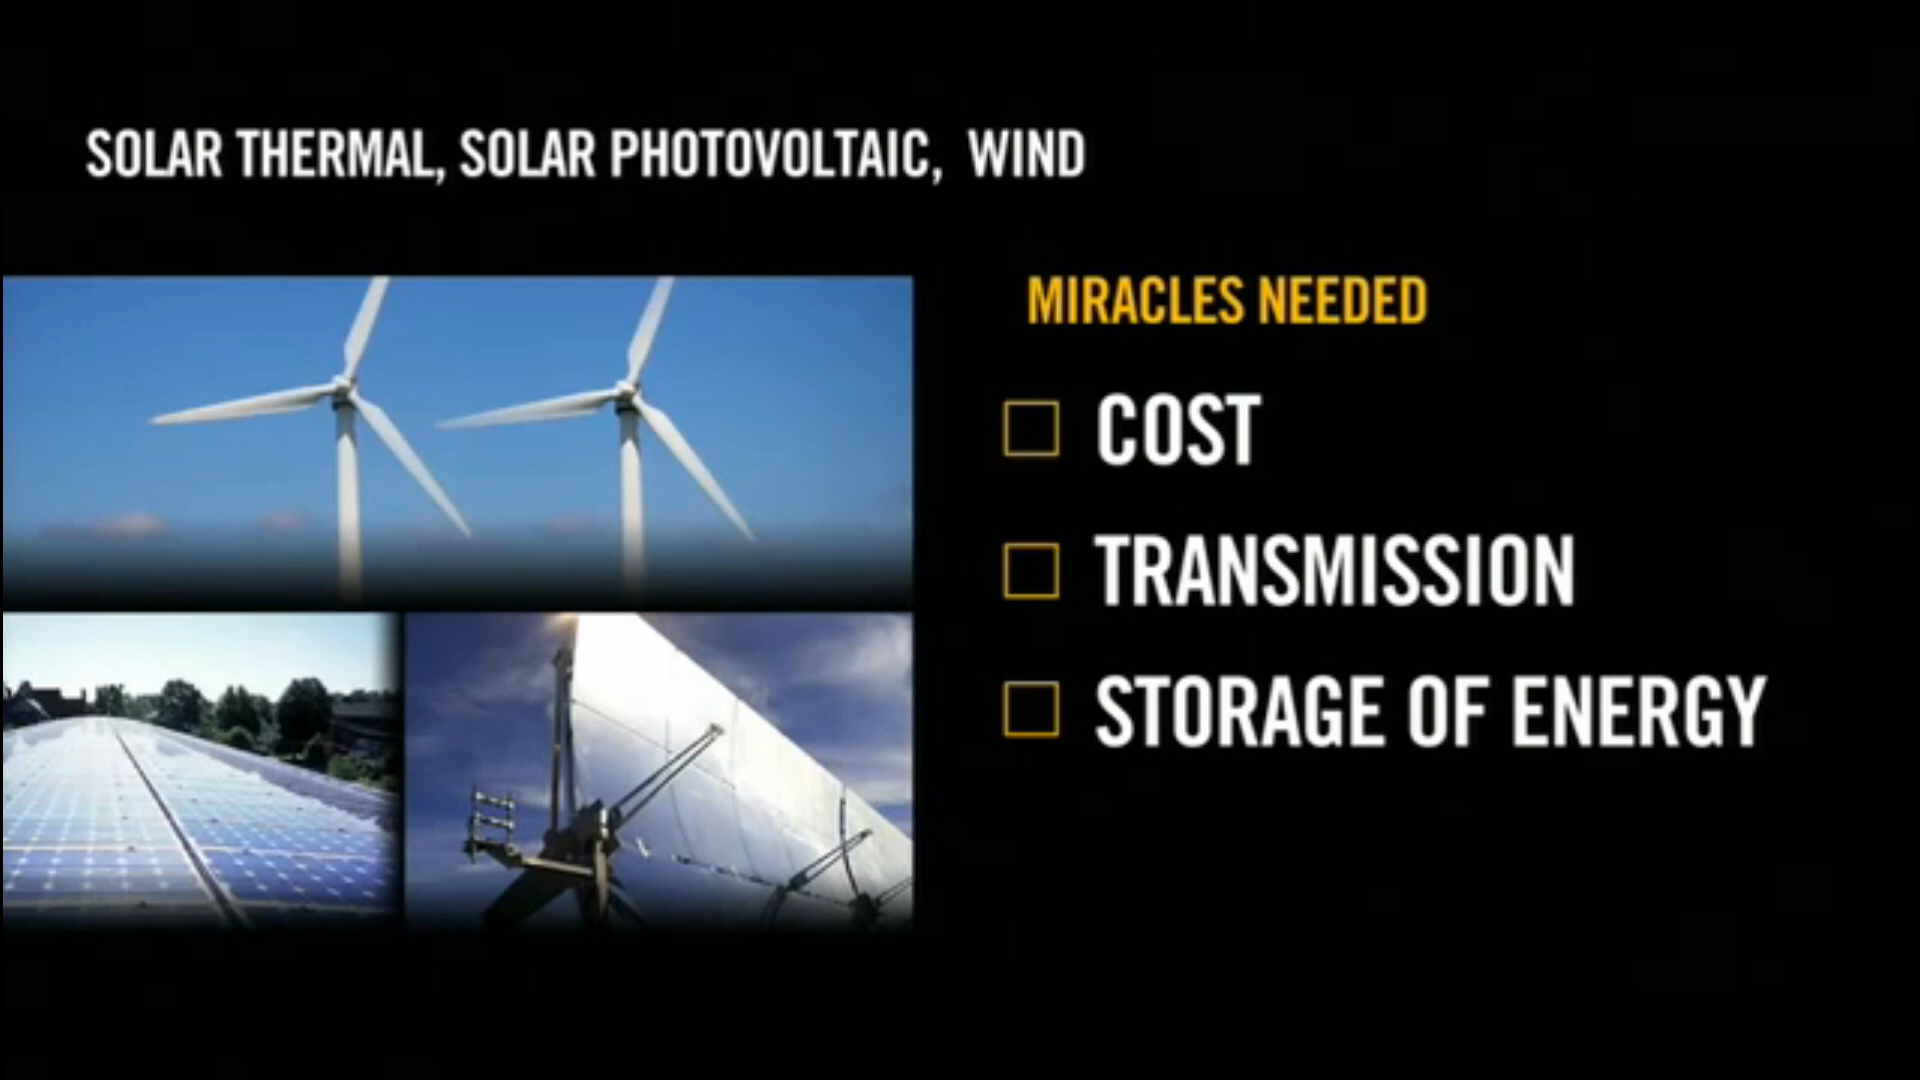 SOLAR THERMAL, SOLAR PHOTOVOLTAIC, WIND
MIRACLES NEEDED
COST
TRANSMISSION
STORAGE OF ENERGY